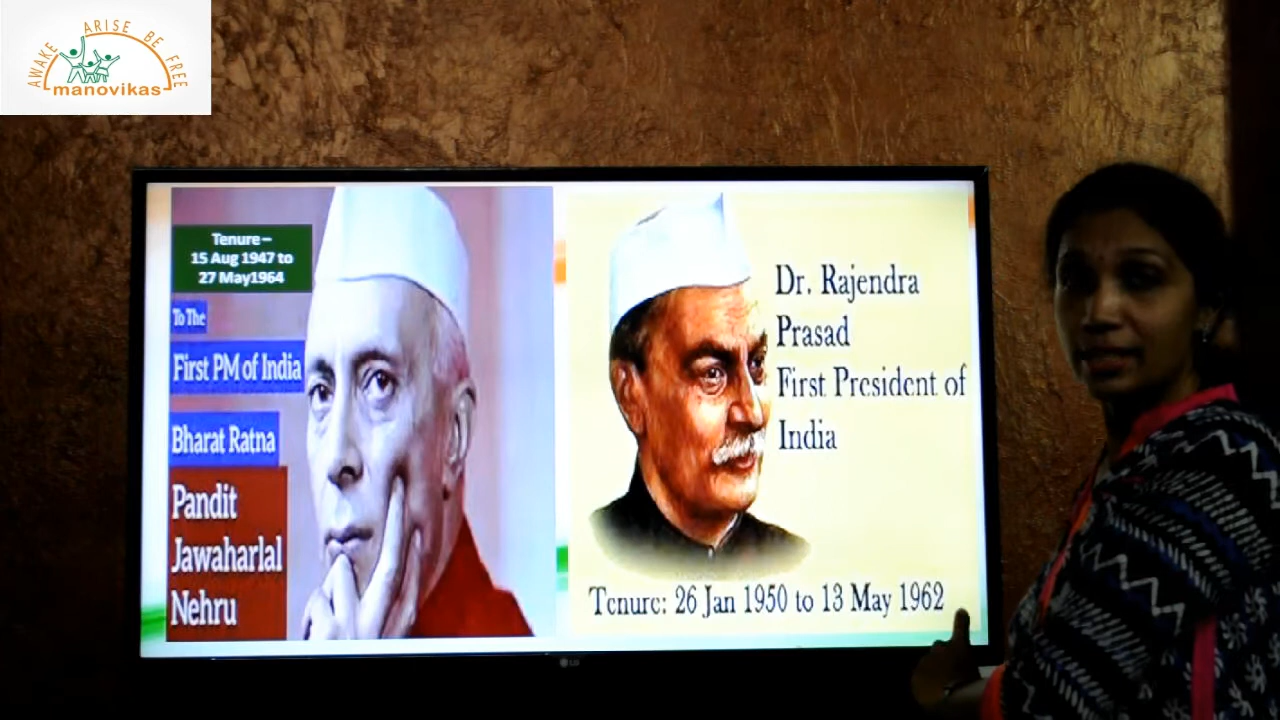 AWAKE ARISE BE FREE
manovikas
Tenure –
15 Aug 1947 to
27 May1964
To The
First PM of India
Bharat Ratna
Pandit
Jawaharlal
Nehru
Dr. Rajendra
Prasad
First President of
India
Tenure: 26 Jan 1950 to 13 May 1962
LG